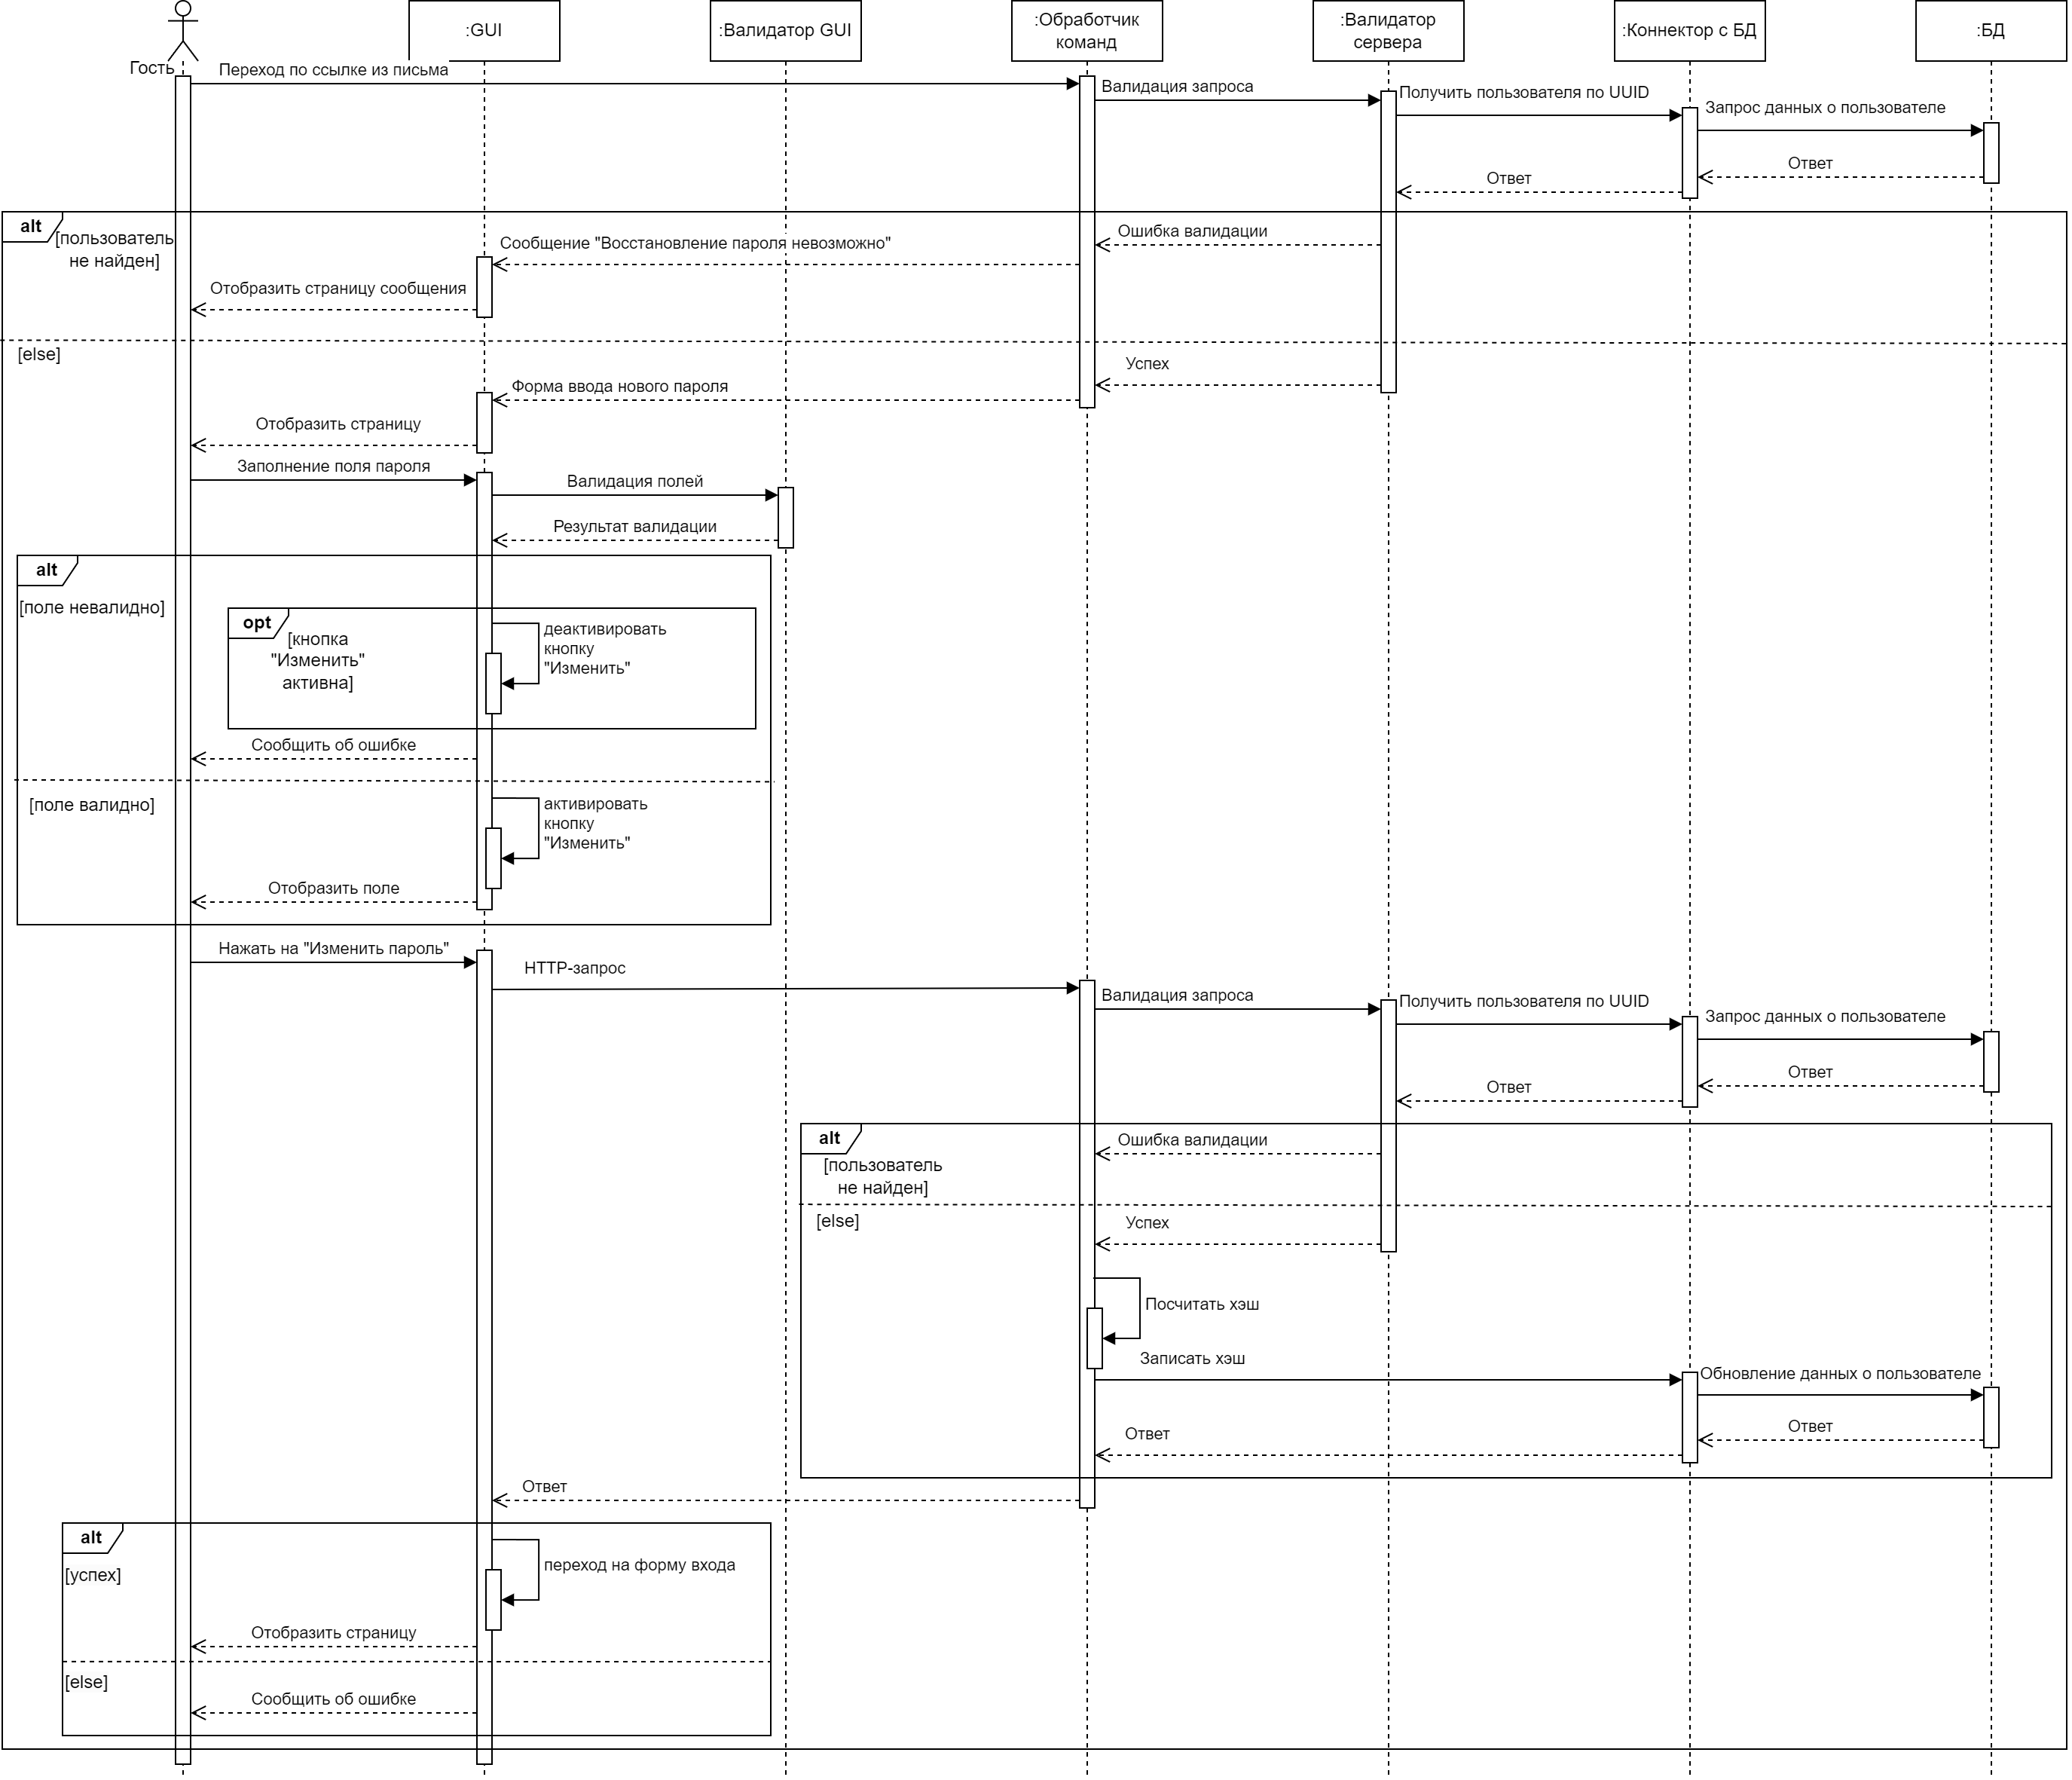 :GUI
:Валидатор GUI
:Обработчик
команд
:Валидатор
сервера
:Коннектор с БД
:БД
Гость
Переход по ссылке из письма
Валидация запроса
Получить пользователя по UUID
Запрос данных о пользователе
Ответ
Ответ
alt
[пользователь
не найден]
Ошибка валидации
Сообщение "Восстановление пароля невозможно"
Отобразить страницу сообщения
[else]
Успех
Форма ввода нового пароля
Отобразить страницу
Заполнение поля пароля
Валидация полей
Результат валидации
alt
[поле невалидно]
opt
[кнопка
"Изменить"
активна]
деактивировать
кнопку
"Изменить"
Сообщить об ошибке
[поле валидно]
активировать
кнопку
"Изменить"
Отобразить поле
Нажать на "Изменить пароль"
HTTP-запрос
Валидация запроса
Получить пользователя по UUID
Запрос данных о пользователе
Ответ
Ответ
alt
[пользователь
не найден]
Ошибка валидации
[else]
Успех
Посчитать хэш
Записать хэш
Обновление данных о пользователе
Ответ
Ответ
Ответ
alt
[успех]
переход на форму входа
Отобразить страницу
[else]
Сообщить об ошибке